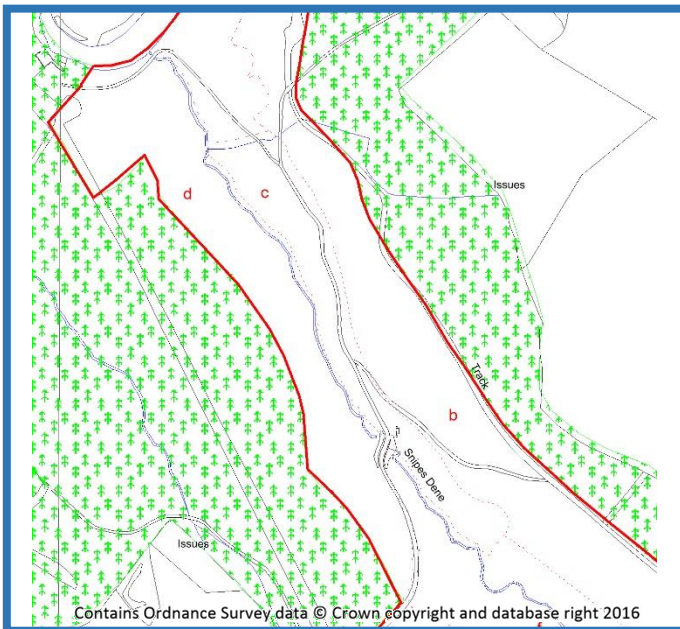 Issues
d
c
Track
b
Snipes Dene
Issues
f
Contains Ordnance Survey data © Crown copyright and database right 2016